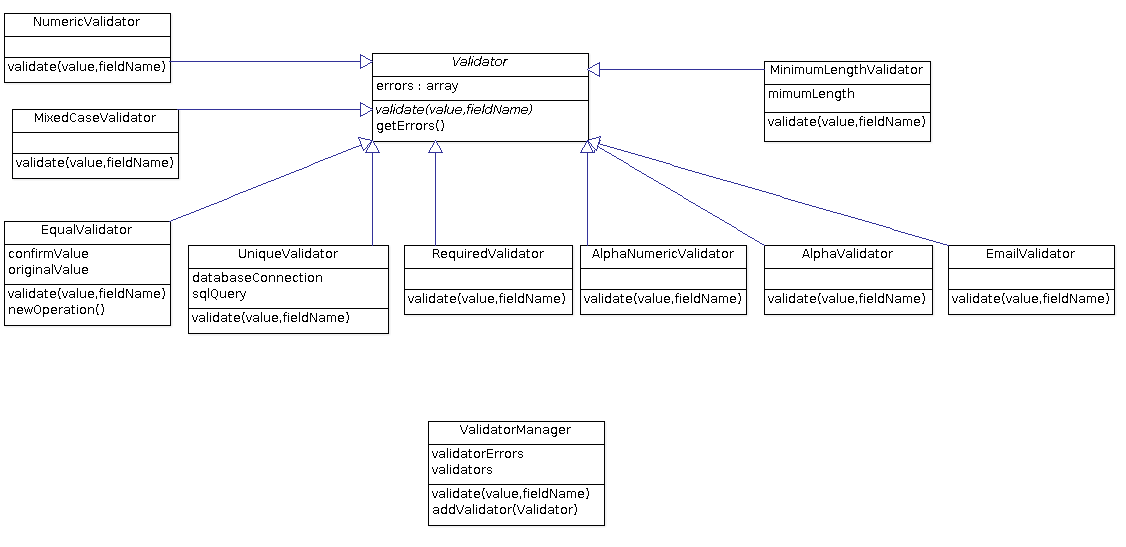 NumericValidator
validate(value,fieldName)
Validator
errors : array
validate(value,fieldName)
getErrors()
MinimumLengthValidator
mimumLength
validate(value,fieldName)
MixedCaseValidator
validate(value,fieldName)
EqualValidator
confirmValue
originalValue
validate(value,fieldName)
newOperation()
UniqueValidator
databaseConnection
sqlQuery
validate(value,fieldName)
RequiredValidator
validate(value,fieldName)
AlphaNumericValidator
validate(value,fieldName)
AlphaValidator
validate(value,fieldName)
EmailValidator
validate(value,fieldName)
ValidatorManager
validatorErrors
validators
validate(value,fieldName)
addValidator(Validator)